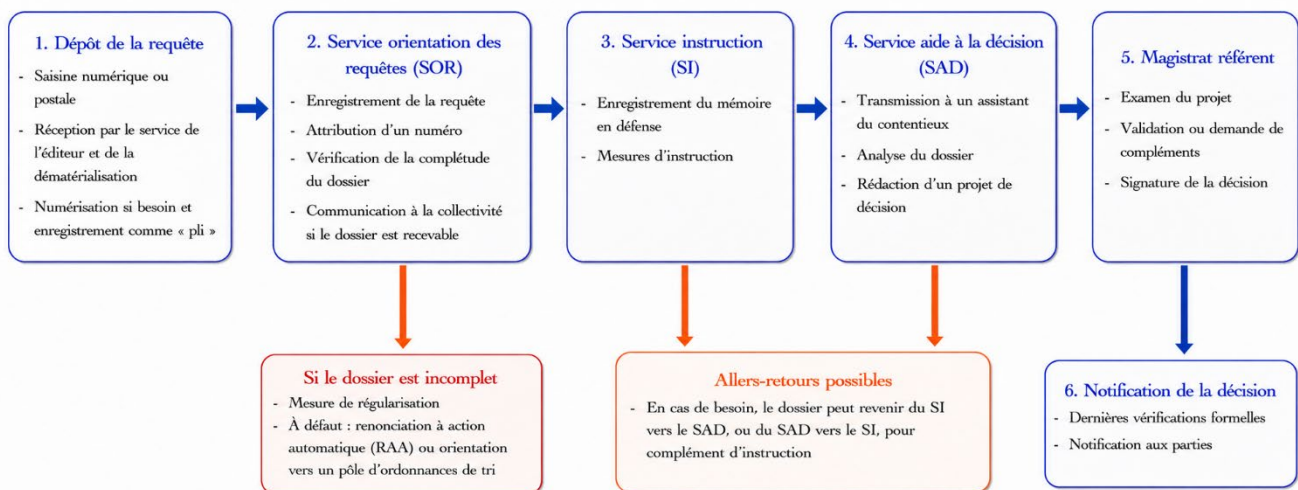 1. Dépôt de la requête
- Saisine numérique ou
postale
- Réception par le service de
l'éditeur et de la
dématérialisation
- Numérisation si besoin et
enregistrement comme « pli »
2. Service orientation des
requêtes (SOR)
- Enregistrement de la requête
- Attribution d'un numéro
- Vérification de la complétude
du dossier
- Communication à la collectivité
si le dossier est recevable
3. Service instruction
(SI)
- Enregistrement du mémoire
en défense
- Mesures d'instruction
4. Service aide à la décision
(SAD)
- Transmission à un assistant
du contentieux
- Analyse du dossier
- Rédaction d'un projet de
décision
5. Magistrat référent
- Examen du projet
- Validation ou demande de
compléments
- Signature de la décision
Si le dossier est incomplet
- Mesure de régularisation
- À défaut : renonciation à action
automatique (RAA) ou orientation
vers un pôle d'ordonnances de tri
Allers-retours possibles
- En cas de besoin, le dossier peut revenir du SI
vers le SAD, ou du SAD vers le SI, pour
complément d'instruction
6. Notification de la décision
- Dernières vérifications formelles
- Notification aux parties